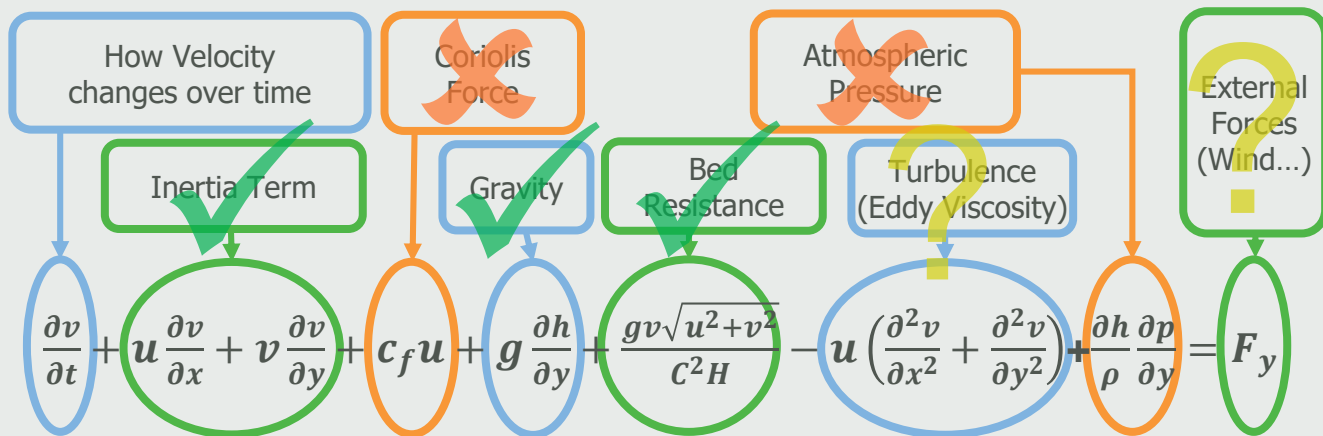 How Velocity
changes over time
Coriolis
Force
Atmospheric
Pressure
External
Forces
(Wind...)
Inertia Term
Gravity
Bed
Resistance
Turbulence
(Eddy Viscosity)
∂v/∂t + u ∂v/∂x + v ∂v/∂y + c_f u + g ∂h/∂y + gv√(u²+v²)/(C²H) − u(∂²v/∂x² + ∂²v/∂y²) + ∂h/ρ ∂p/∂y = F_y